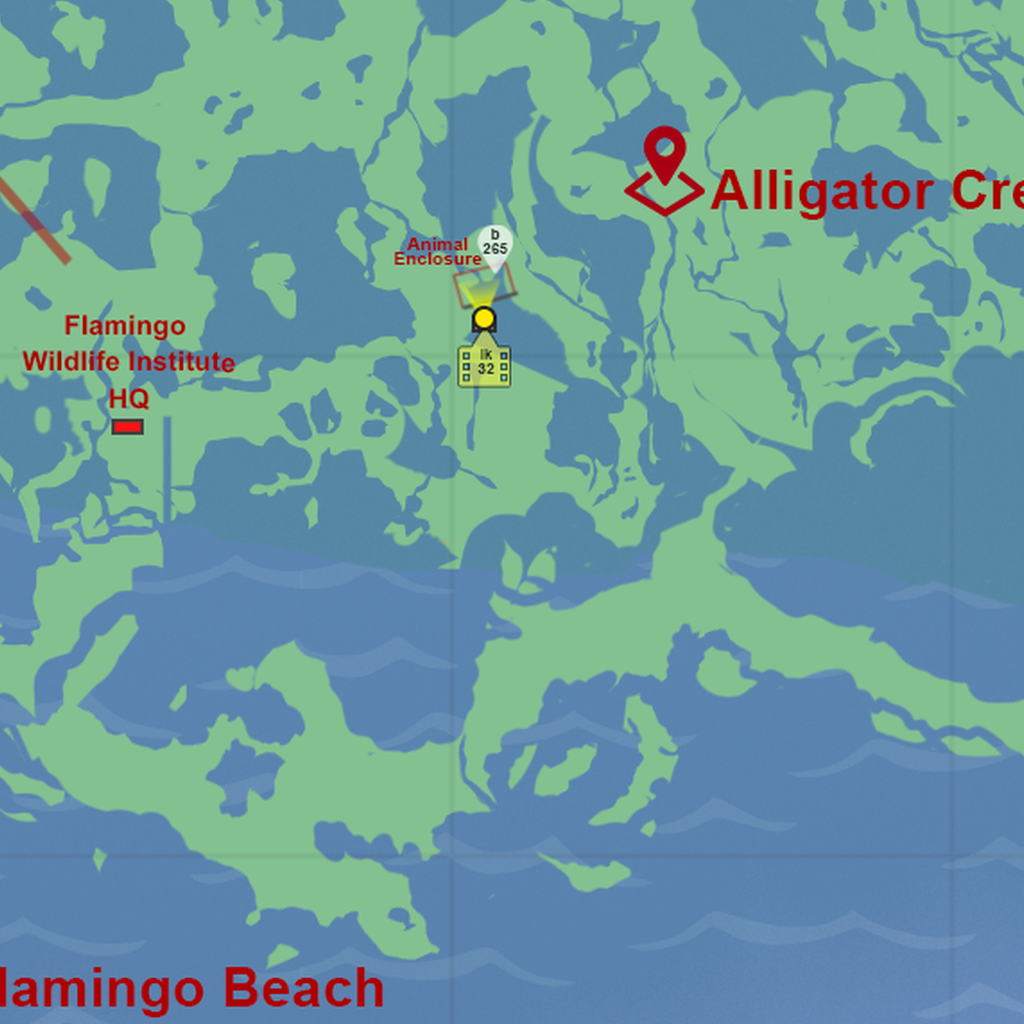 Alligator Cre
b
265
Animal
Enclosure
Flamingo
Wildlife Institute
HQ
lk
32
lamingo Beach